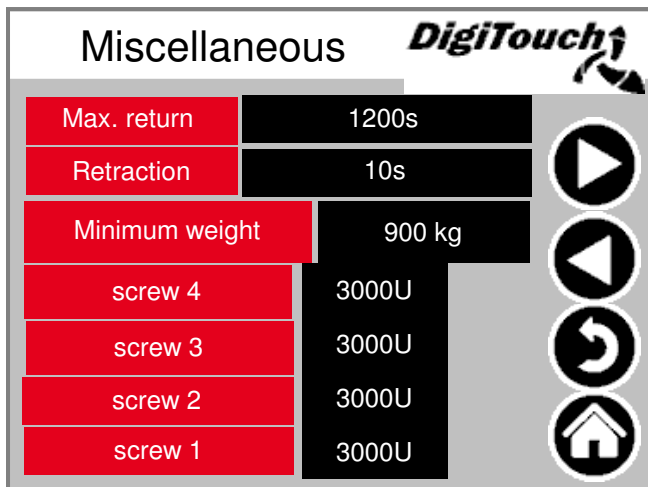 Miscellaneous DigiTouch
Max. return 1200s
Retraction 10s
Minimum weight 900 kg
screw 4 3000U
screw 3 3000U
screw 2 3000U
screw 1 3000U